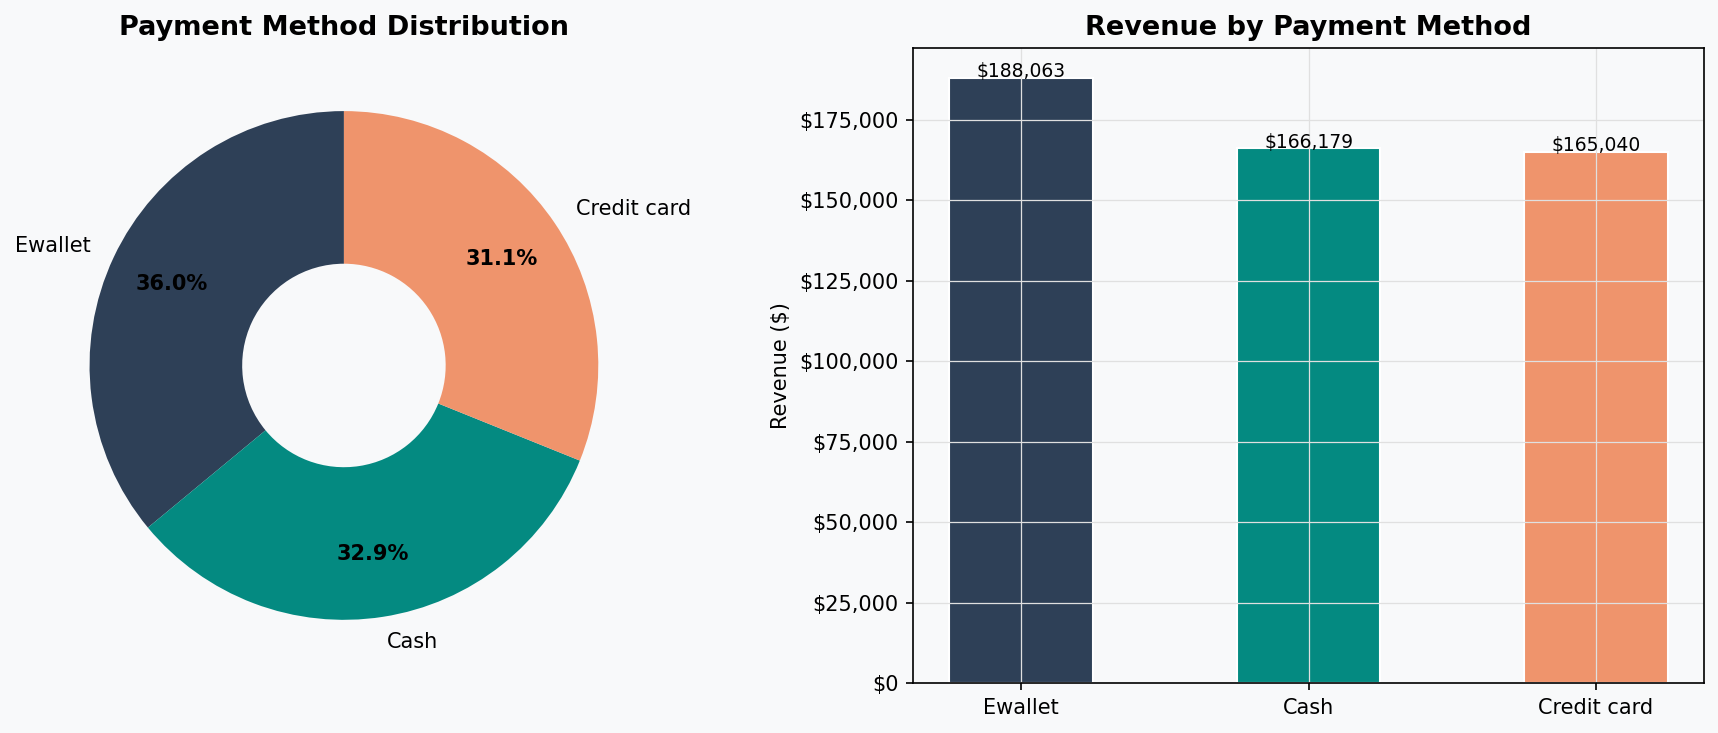 Payment Method Distribution
Ewallet
36.0%
Credit card
31.1%
32.9%
Cash
Revenue by Payment Method
Revenue ($)
$175,000
$150,000
$125,000
$100,000
$75,000
$50,000
$25,000
$0
$188,063
$166,179
$165,040
Ewallet
Cash
Credit card